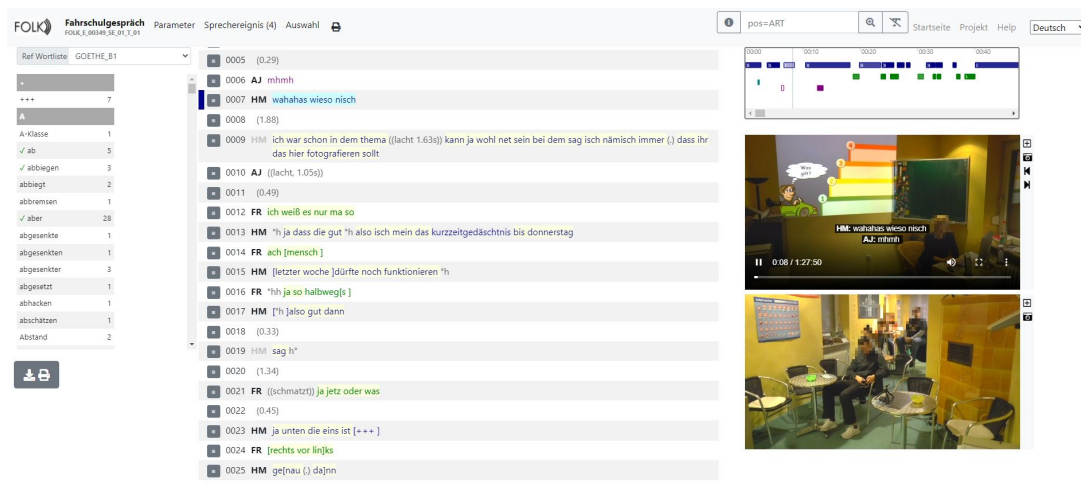 FOLK
Fahrschulgespräch
FOLK_E_00349_SE_01_T_01
Parameter Sprechereignis (4) Auswahl
pos=ART
Startseite Projekt Help Deutsch
Ref Wortliste GOETHE_B1
-
+++ 7
A
A-Klasse 1
✓ ab 5
✓ abbiegen 3
abbiegt 2
abbremsen 1
✓ aber 28
abgesenkte 1
abgesenkten 1
abgesenkter 3
abgesetzt 1
abhacken 1
abschätzen 1
Abstand 2
0005 (0.29)
0006 AJ mhmh
0007 HM wahahas wieso nisch
0008 (1.88)
0009 HM ich war schon in dem thema ((lacht 1.63s)) kann ja wohl net sein bei dem sag isch nämisch immer (.) dass ihr
das hier fotografieren sollt
0010 AJ ((lacht, 1.05s))
0011 (0.49)
0012 FR ich weiß es nur ma so
0013 HM °h ja dass die gut °h also isch mein das kurzzeitgedäschtnis bis donnerstag
0014 FR ach [mensch ]
0015 HM [letzter woche ]dürfte noch funktionieren °h
0016 FR °hh ja so halbweg[s ]
0017 HM [°h ]also gut dann
0018 (0.33)
0019 HM sag h°
0020 (1.34)
0021 FR ((schmatzt)) ja jetz oder was
0022 (0.45)
0023 HM ja unten die eins ist [+++ ]
0024 FR [rechts vor lin]ks
0025 HM ge[nau (.) da]nn
00:00 00:10 00:20 00:30 00:40
Was
gilt?
4
3
2
1
HM: wahahas wieso nisch
AJ: mhmh
0:08 / 1:27:50